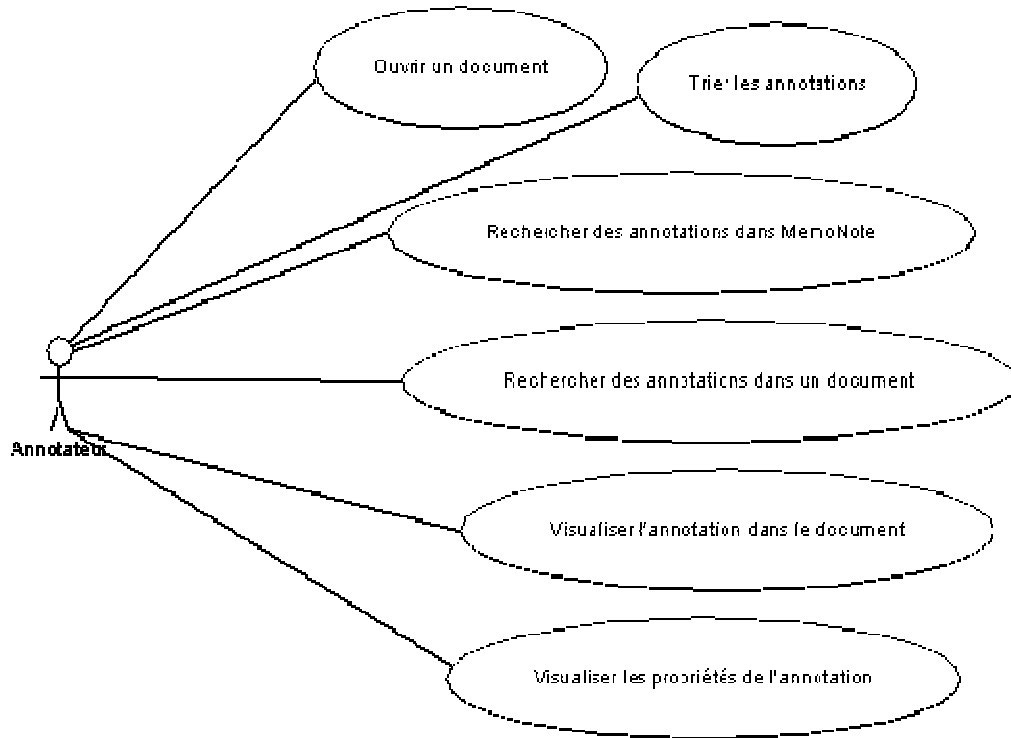 Ouvrir un document
Trier les annotations
Rechercher des annotations dans MemoNote
Rechercher des annotations dans un document
Annotateur
Visualiser l'annotation dans le document
Visualiser les propriétés de l'annotation